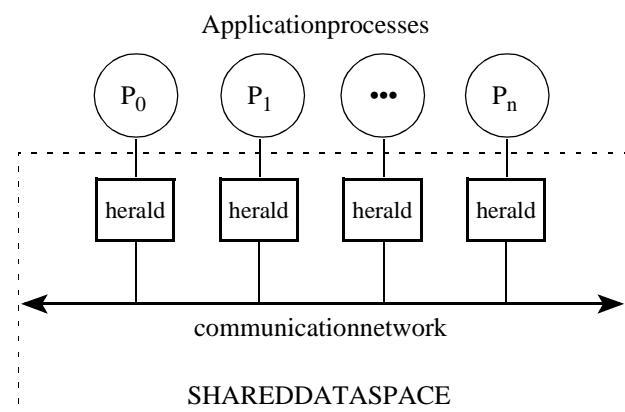 Applicationprocesses
P0 P1 ••• Pn
herald herald herald herald
communicationnetwork
SHAREDDATASPACE